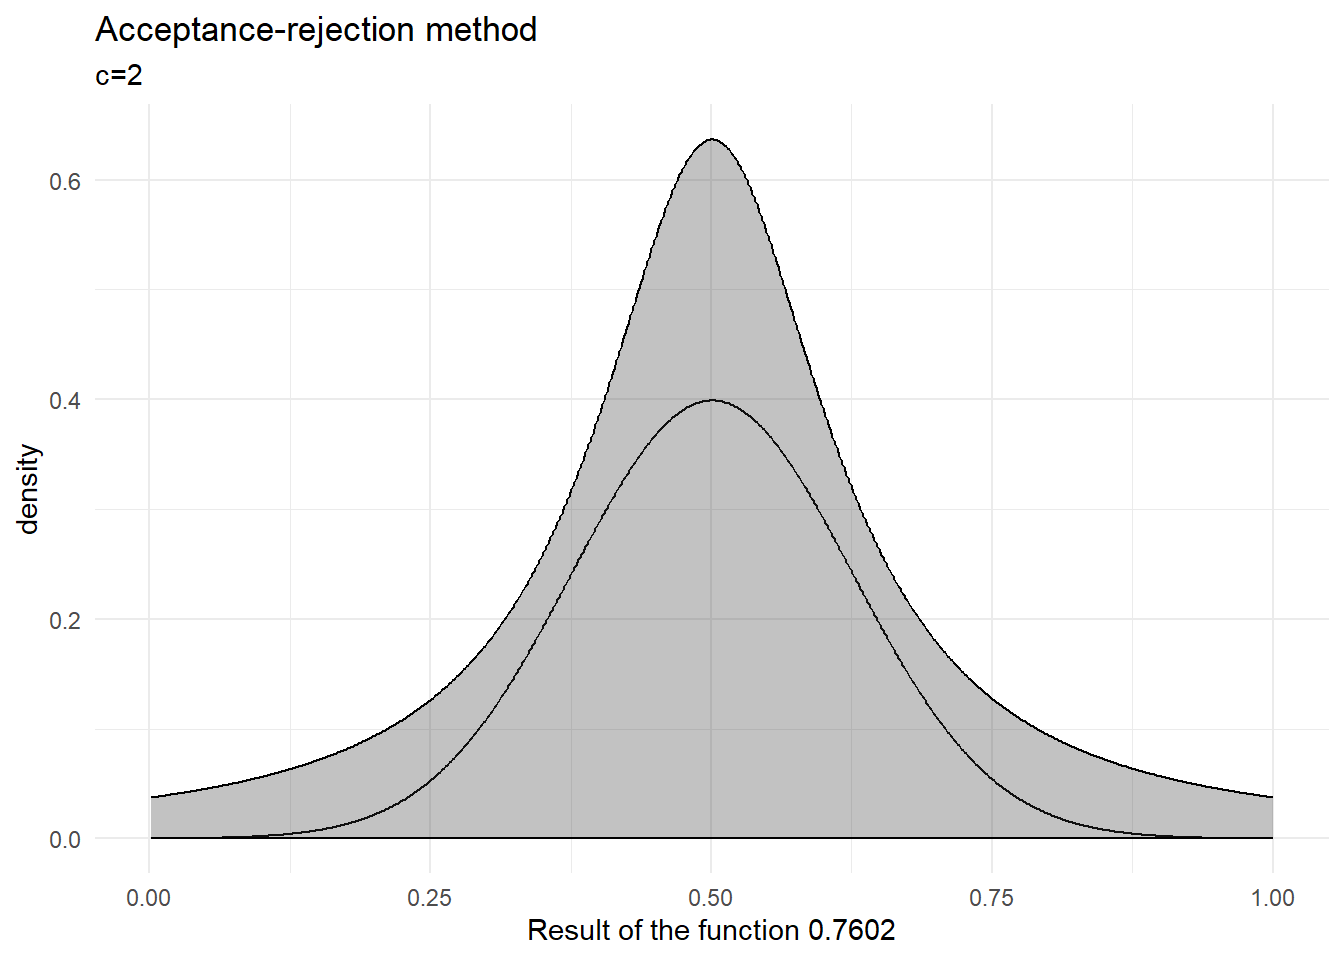 Acceptance-rejection method
c=2
0.6
0.4
0.2
0.0
density
0.00 0.25 0.50 0.75 1.00
Result of the function 0.7602